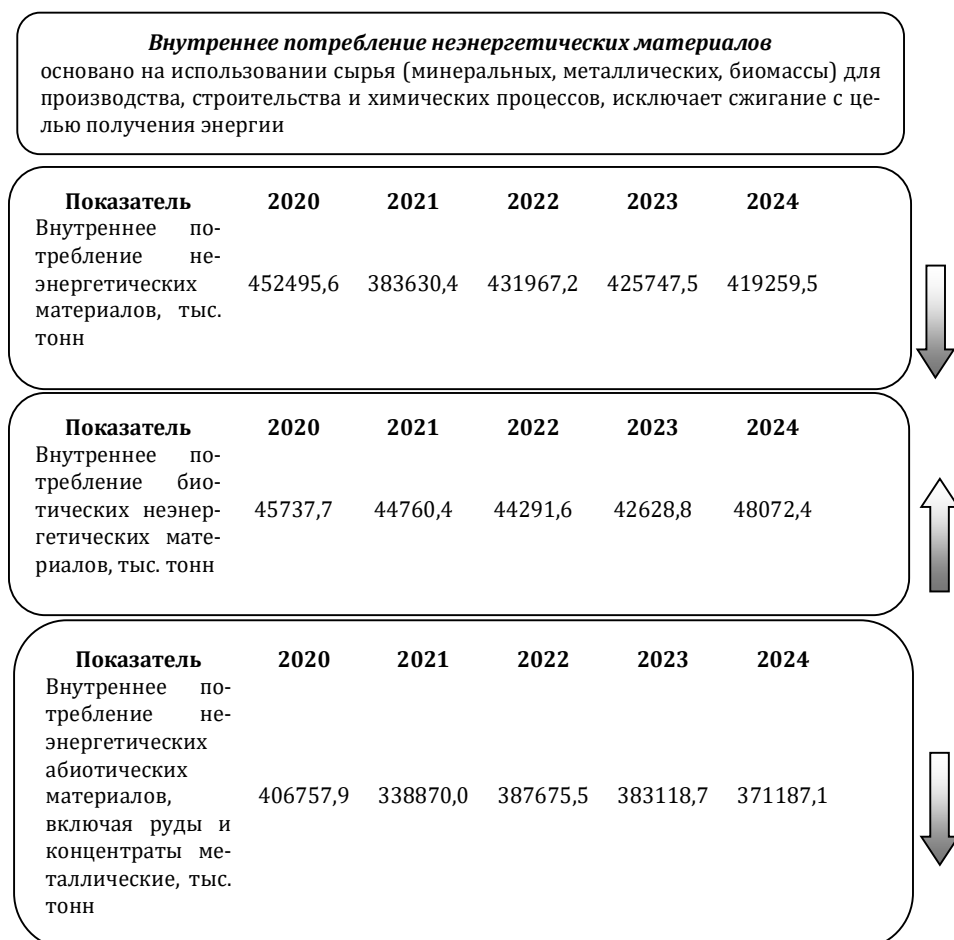 Внутреннее потребление неэнергетических материалов
основано на использовании сырья (минеральных, металлических, биомассы) для
производства, строительства и химических процессов, исключает сжигание с це-
лью получения энергии
Показатель 2020 2021 2022 2023 2024
Внутреннее по-
требление не-
энергетических
материалов, тыс.
тонн
452495,6 383630,4 431967,2 425747,5 419259,5
Показатель 2020 2021 2022 2023 2024
Внутреннее по-
требление био-
тических неэнер-
гетических мате-
риалов, тыс. тонн
45737,7 44760,4 44291,6 42628,8 48072,4
Показатель 2020 2021 2022 2023 2024
Внутреннее по-
требление не-
энергетических
абиотических
материалов,
включая руды и
концентраты ме-
таллические, тыс.
тонн
406757,9 338870,0 387675,5 383118,7 371187,1